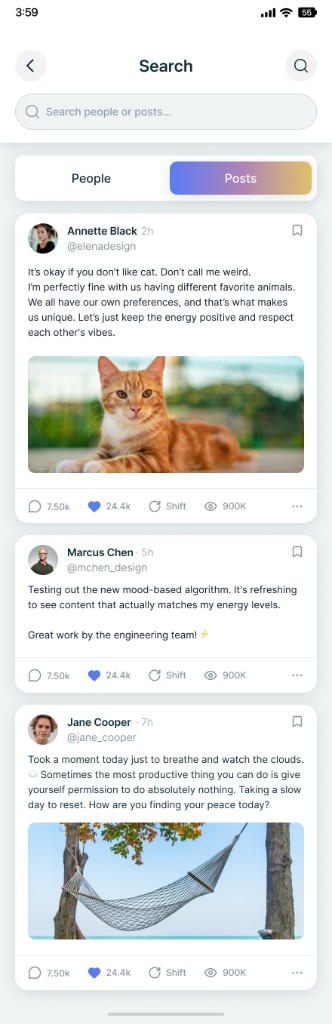 3:59
55
Search
Search people or posts...
People
Posts
Annette Black 2h
@elenadesign
It's okay if you don't like cat. Don't call me weird.
I'm perfectly fine with us having different favorite animals.
We all have our own preferences, and that's what makes
us unique. Let's just keep the energy positive and respect
each other's vibes.
7.50k 24.4k Shift 900K
Marcus Chen · 5h
@mchen_design
Testing out the new mood-based algorithm. It's refreshing
to see content that actually matches my energy levels.
Great work by the engineering team! ⚡
7.50k 24.4k Shift 900K
Jane Cooper · 7h
@jane_cooper
Took a moment today just to breathe and watch the clouds.
☁️ Sometimes the most productive thing you can do is give
yourself permission to do absolutely nothing. Taking a slow
day to reset. How are you finding your peace today?
7.50k 24.4k Shift 900K